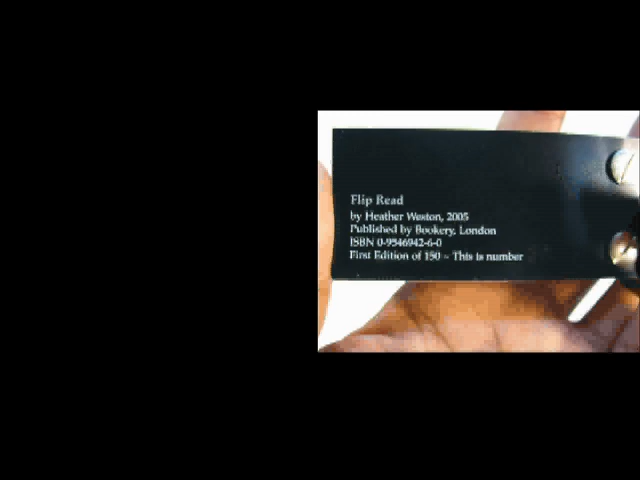 Flip Read
by Heather Weston, 2005
Published by Bookery, London
ISBN 0-9546942-6-0
First Edition of 150 ~ This is number